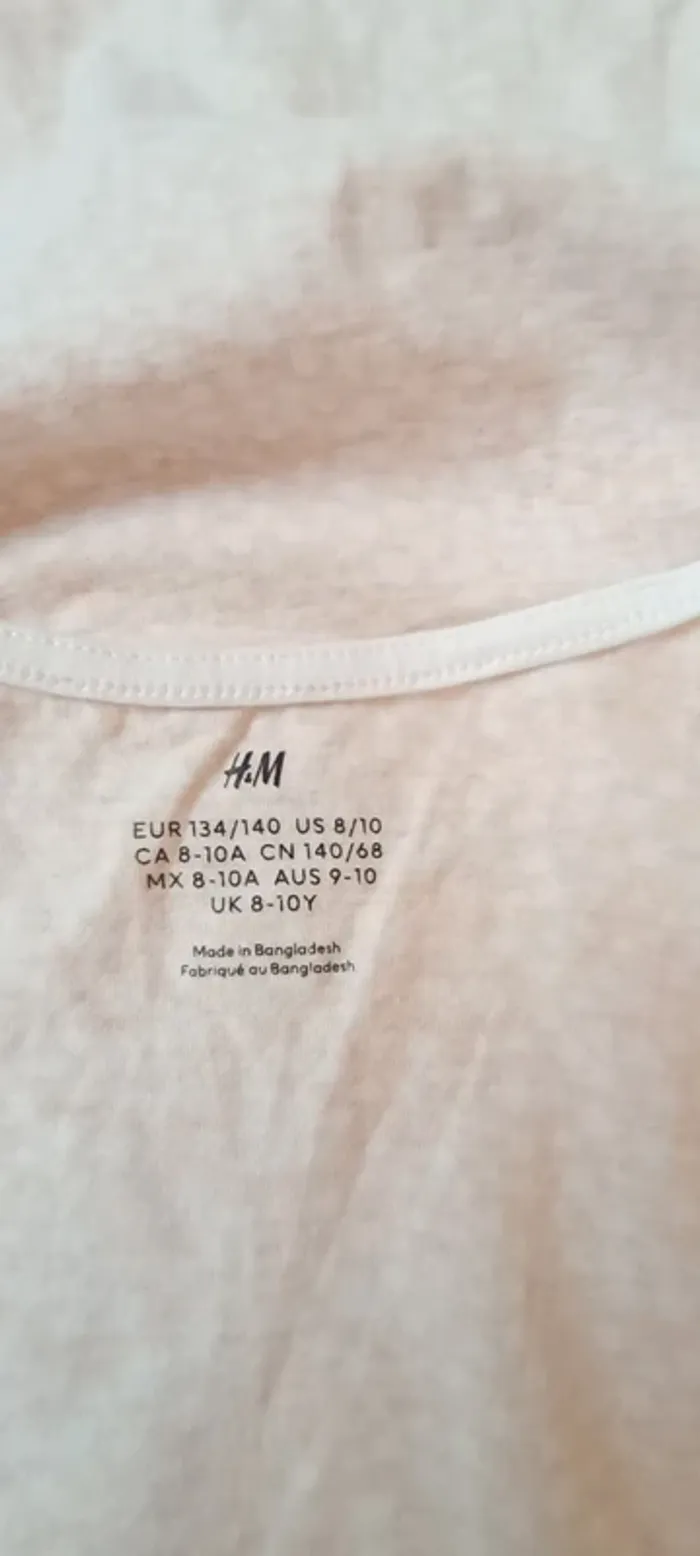 H&M
EUR 134/140 US 8/10
CA 8-10A CN 140/68
MX 8-10A AUS 9-10
UK 8-10Y
Made in Bangladesh
Fabriqué au Bangladesh